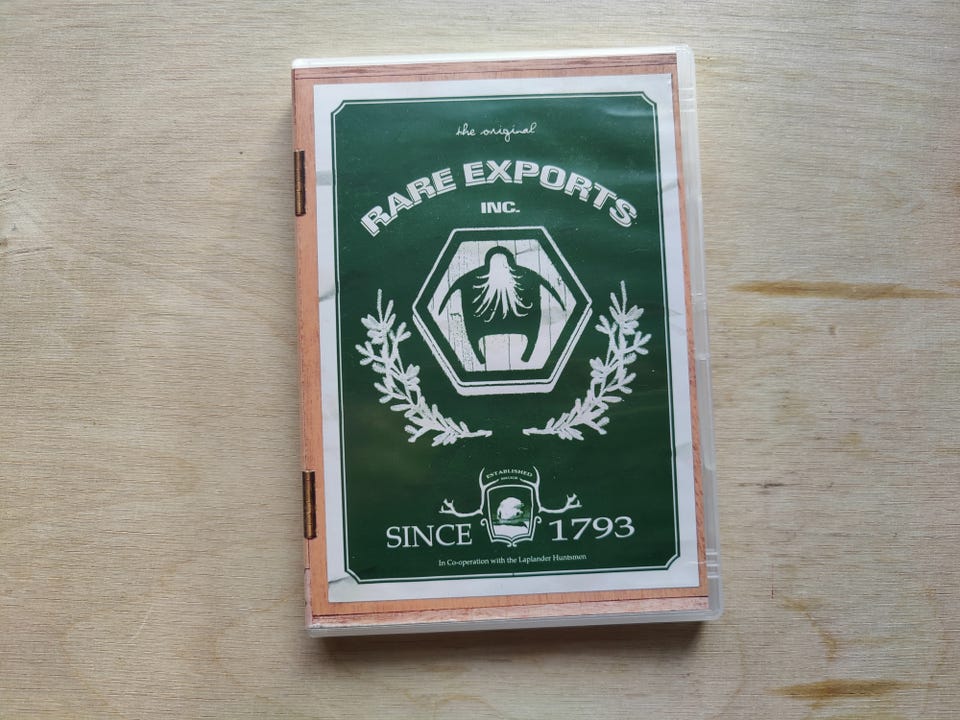 the original
RARE EXPORTS
INC.
ESTABLISHED
SINCE 1793
In Co-operation with the Laplander Huntsmen